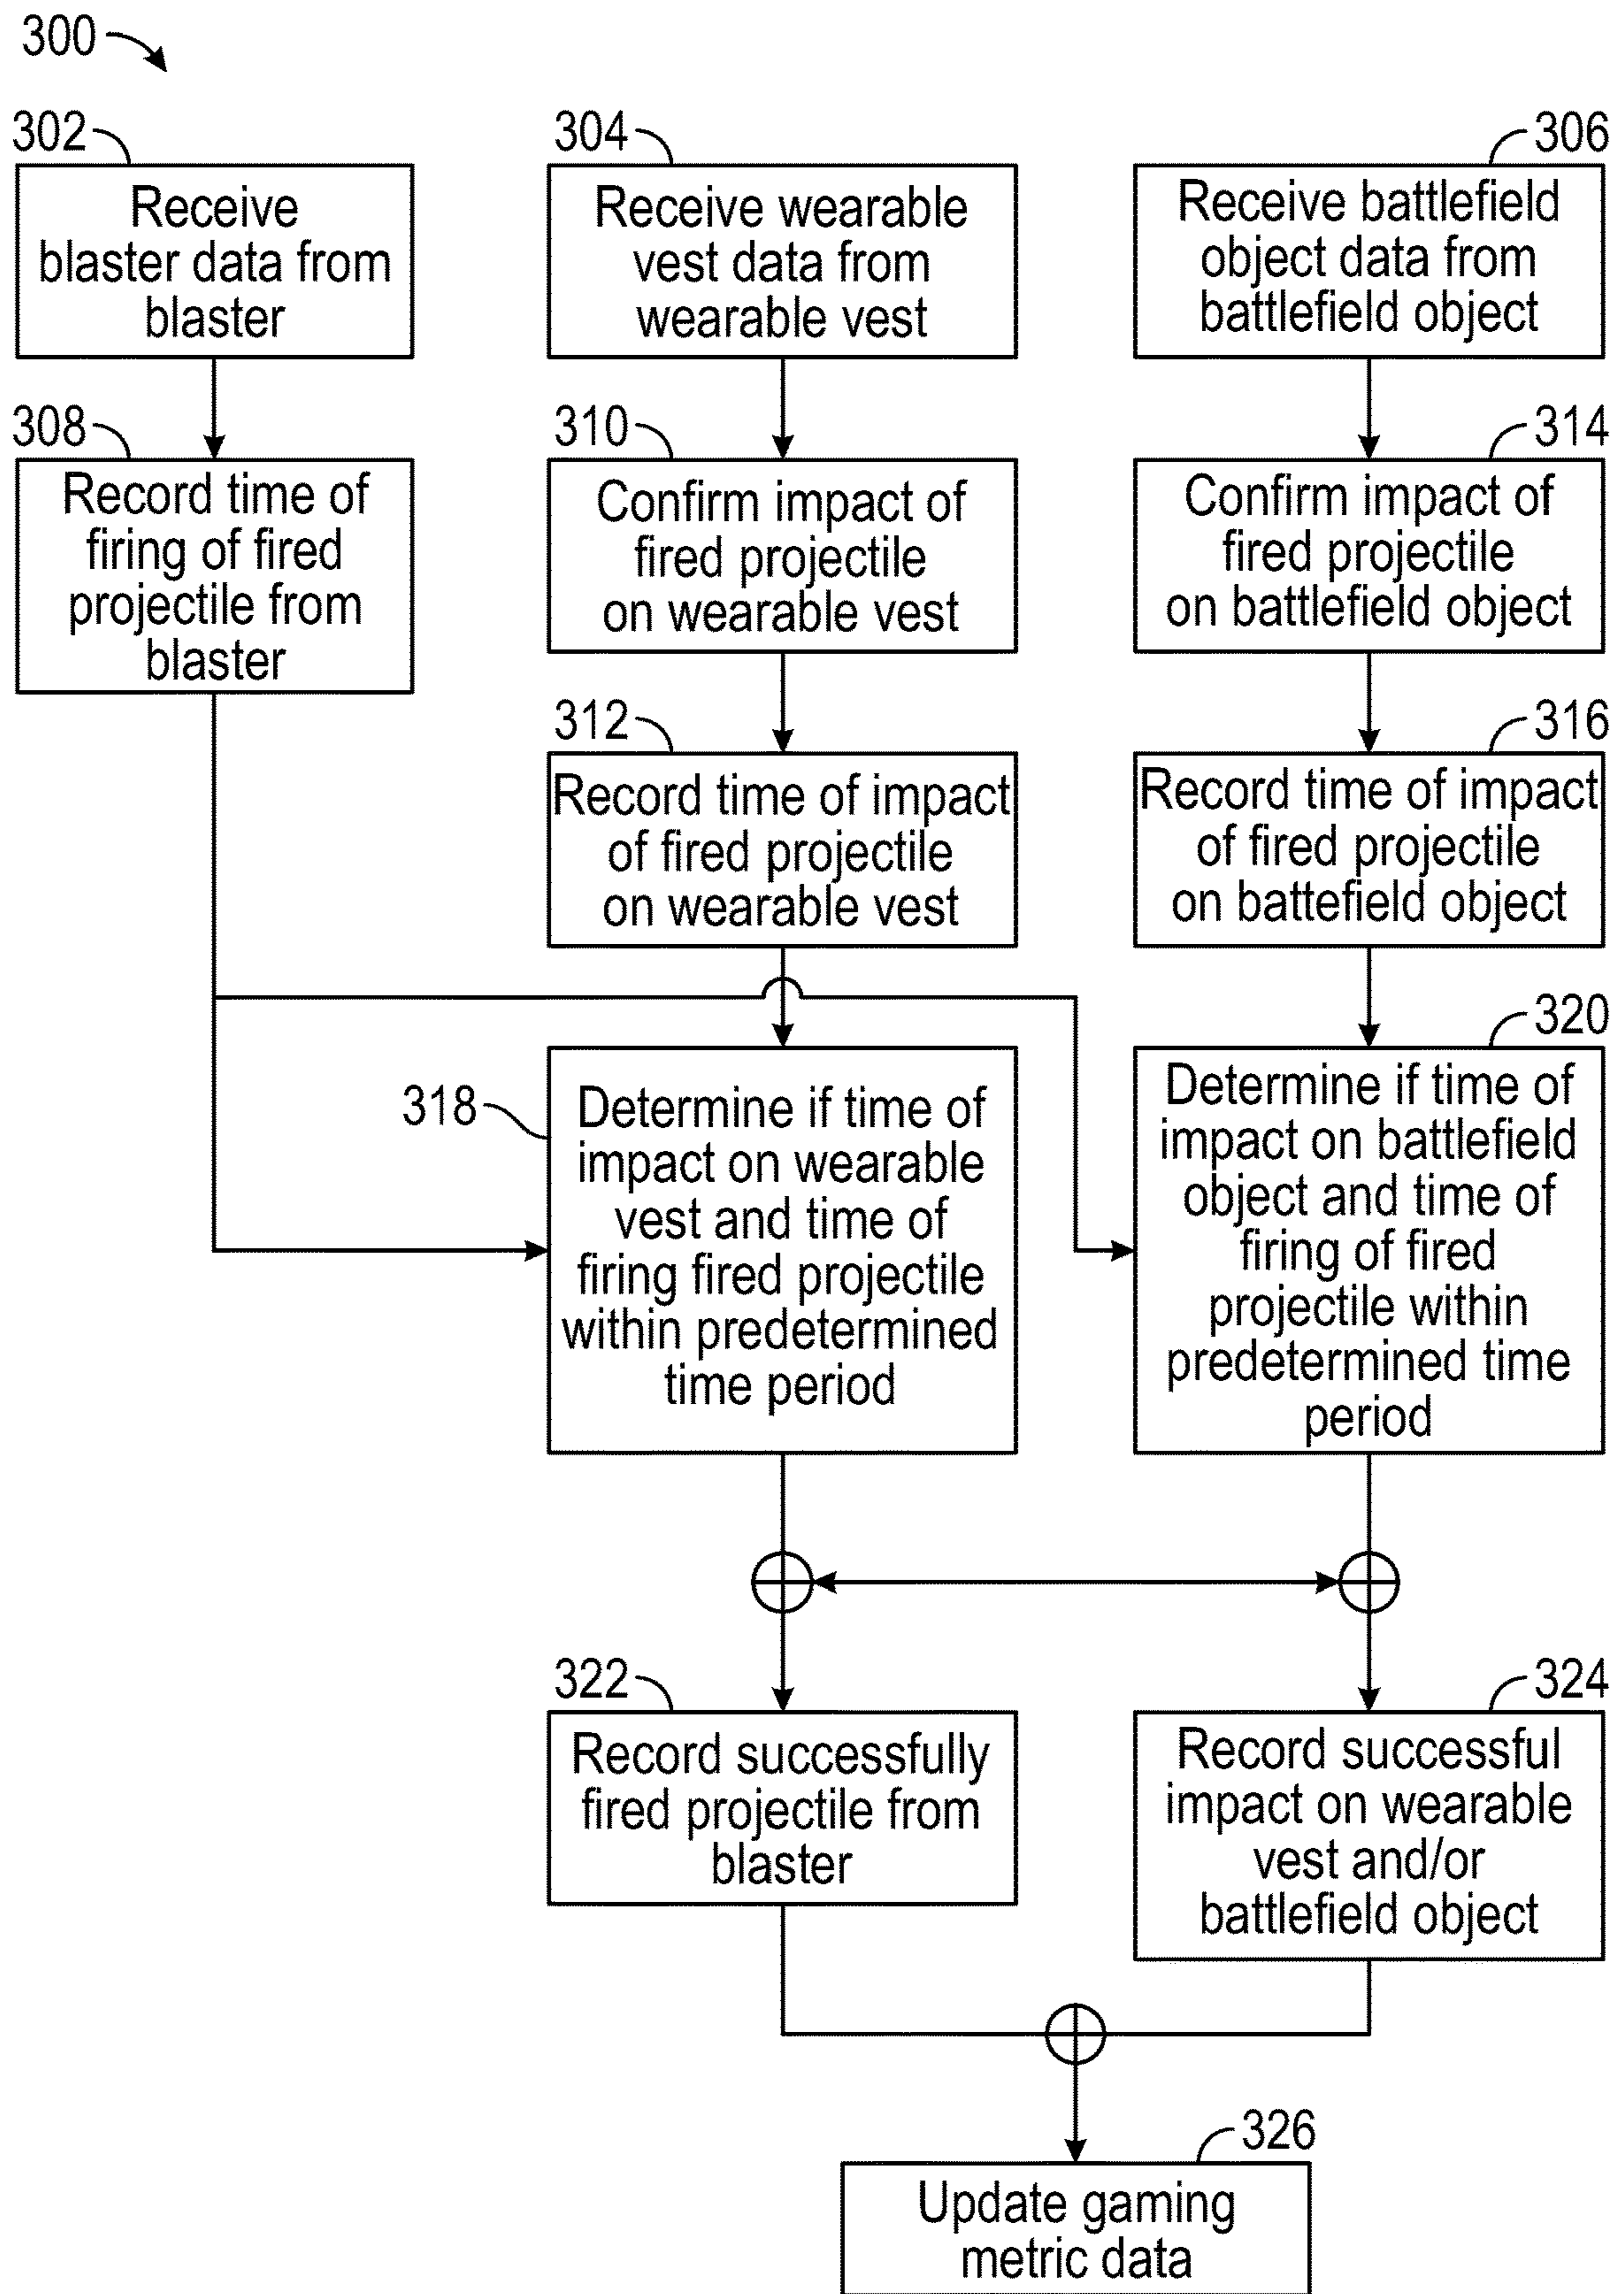 300
302
Receive
blaster data from
blaster
304
Receive wearable
vest data from
wearable vest
306
Receive battlefield
object data from
battlefield object
308
Record time of
firing of fired
projectile from
blaster
310
Confirm impact of
fired projectile
on wearable vest
314
Confirm impact of
fired projectile
on battlefield object
312
Record time of impact
of fired projectile
on wearable vest
316
Record time of impact
of fired projectile
on battefield object
318
Determine if time of
impact on wearable
vest and time of
firing fired projectile
within predetermined
time period
320
Determine if time of
impact on battlefield
object and time of
firing of fired
projectile within
predetermined time
period
322
Record successfully
fired projectile from
blaster
324
Record successful
impact on wearable
vest and/or
battlefield object
326
Update gaming
metric data